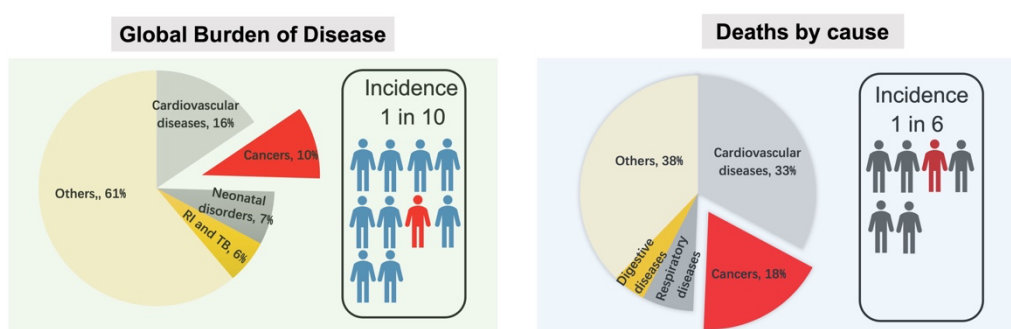 Global Burden of Disease
Cardiovascular
diseases, 16%
Cancers, 10%
Neonatal
disorders, 7%
RI and TB, 6%
Others,, 61%
Incidence
1 in 10
Deaths by cause
Cardiovascular
diseases, 33%
Cancers, 18%
Respiratory
diseases
Digestive
diseases
Others, 38%
Incidence
1 in 6